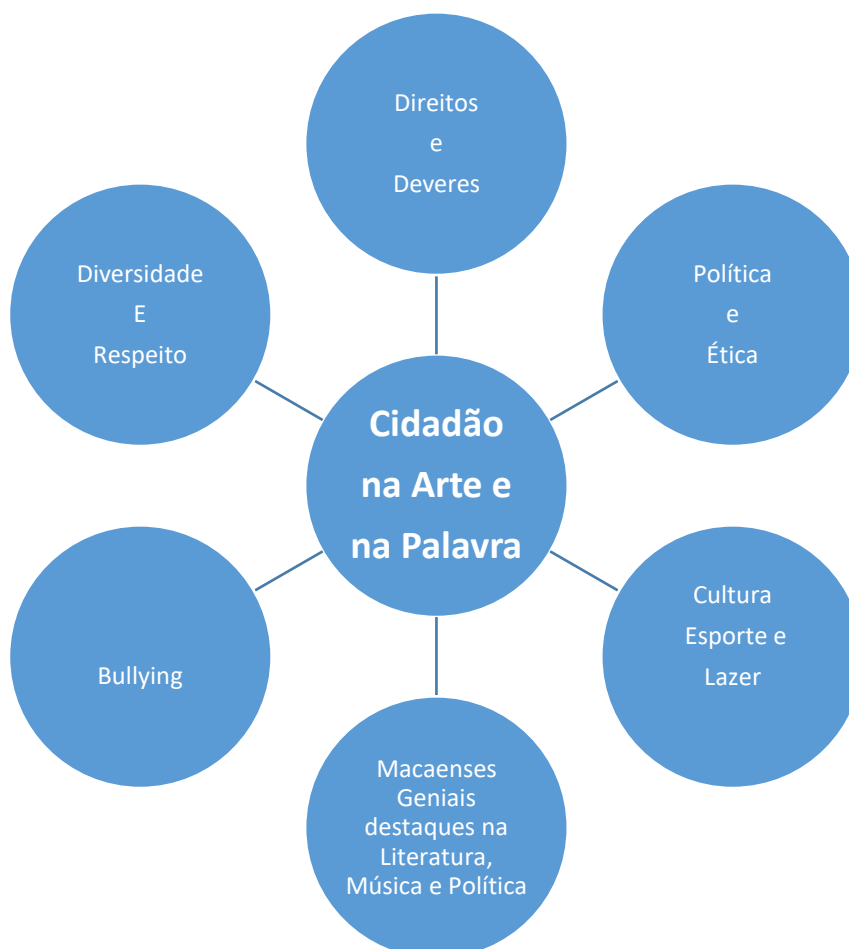 Direitos
e
Deveres
Diversidade
E
Respeito
Política
e
Ética
Cidadão
na Arte e
na Palavra
Bullying
Cultura
Esporte e
Lazer
Macaenses
Geniais
destaques na
Literatura,
Música e Política